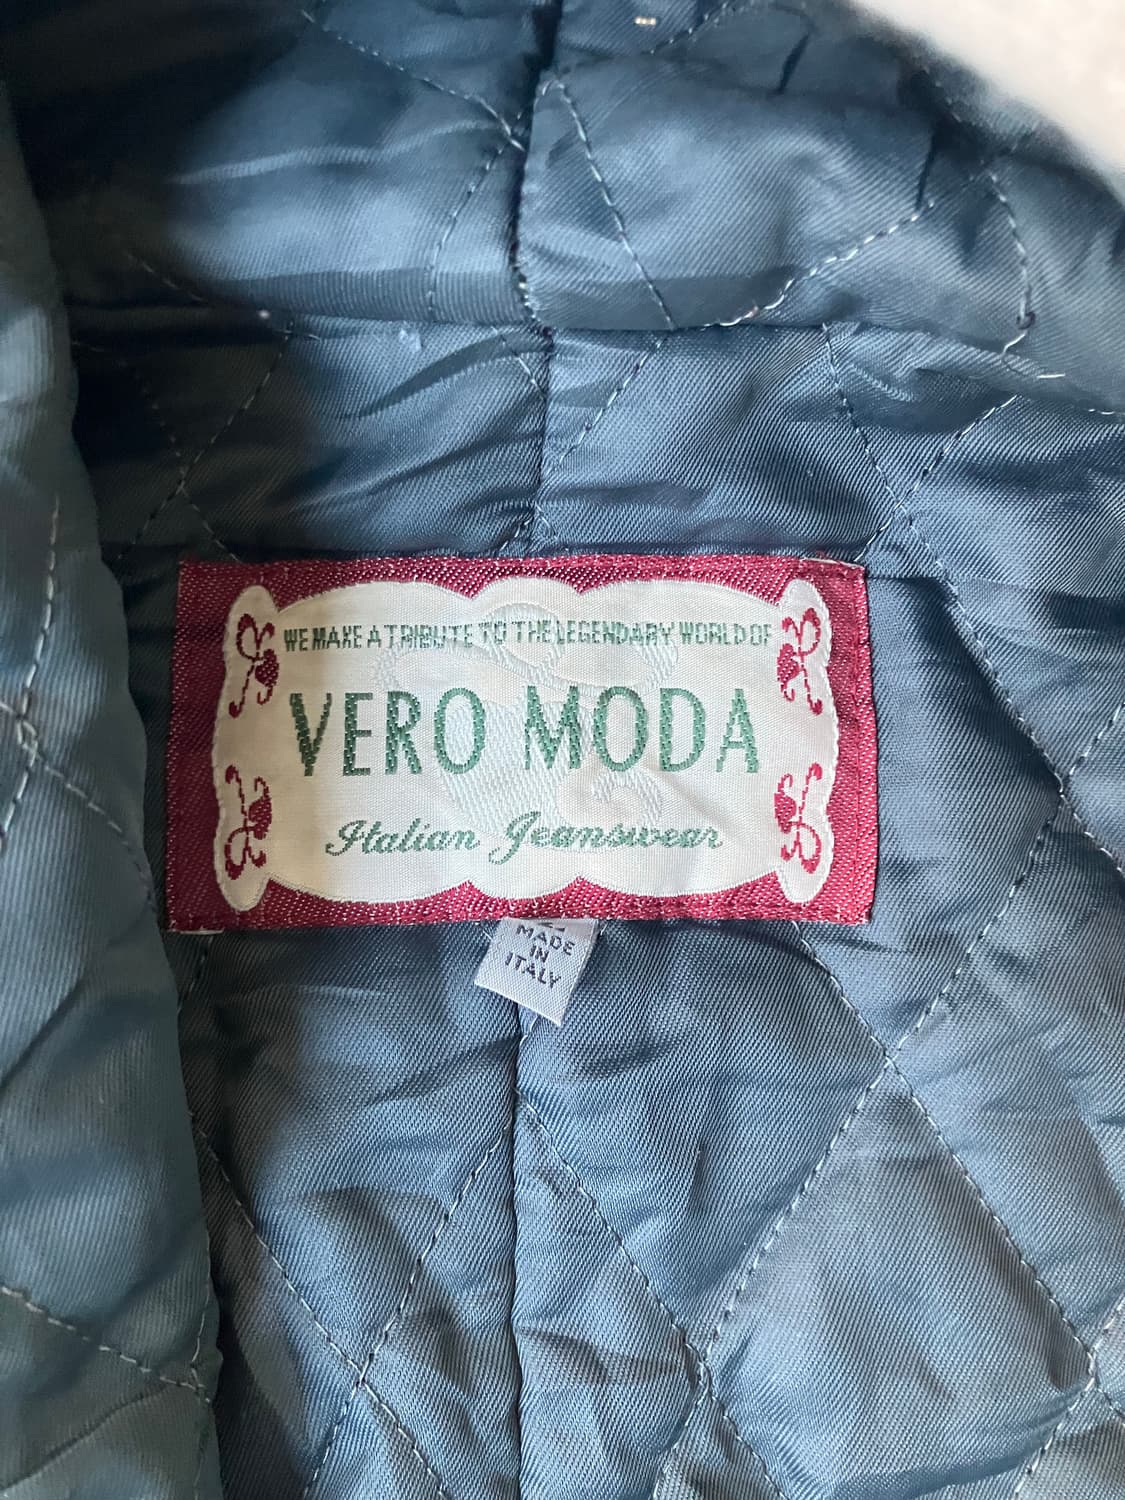 WE MAKE A TRIBUTE TO THE LEGENDARY WORLD OF
VERO MODA
Italian Jeanswear
MADE
IN
ITALY